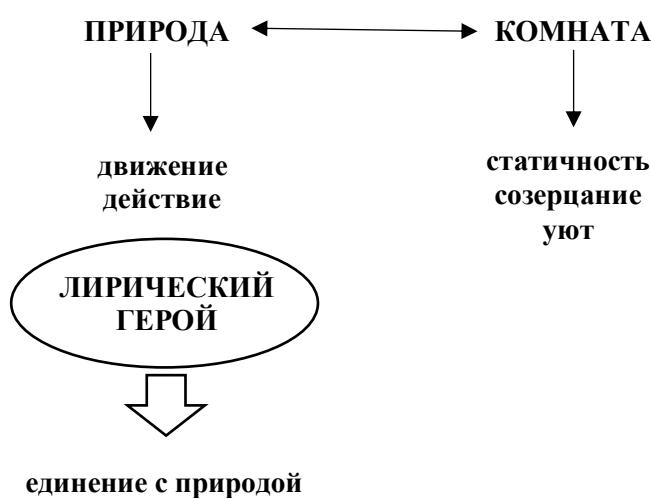 ПРИРОДА КОМНАТА
движение
действие
статичность
созерцание
уют
ЛИРИЧЕСКИЙ
ГЕРОЙ
единение с природой